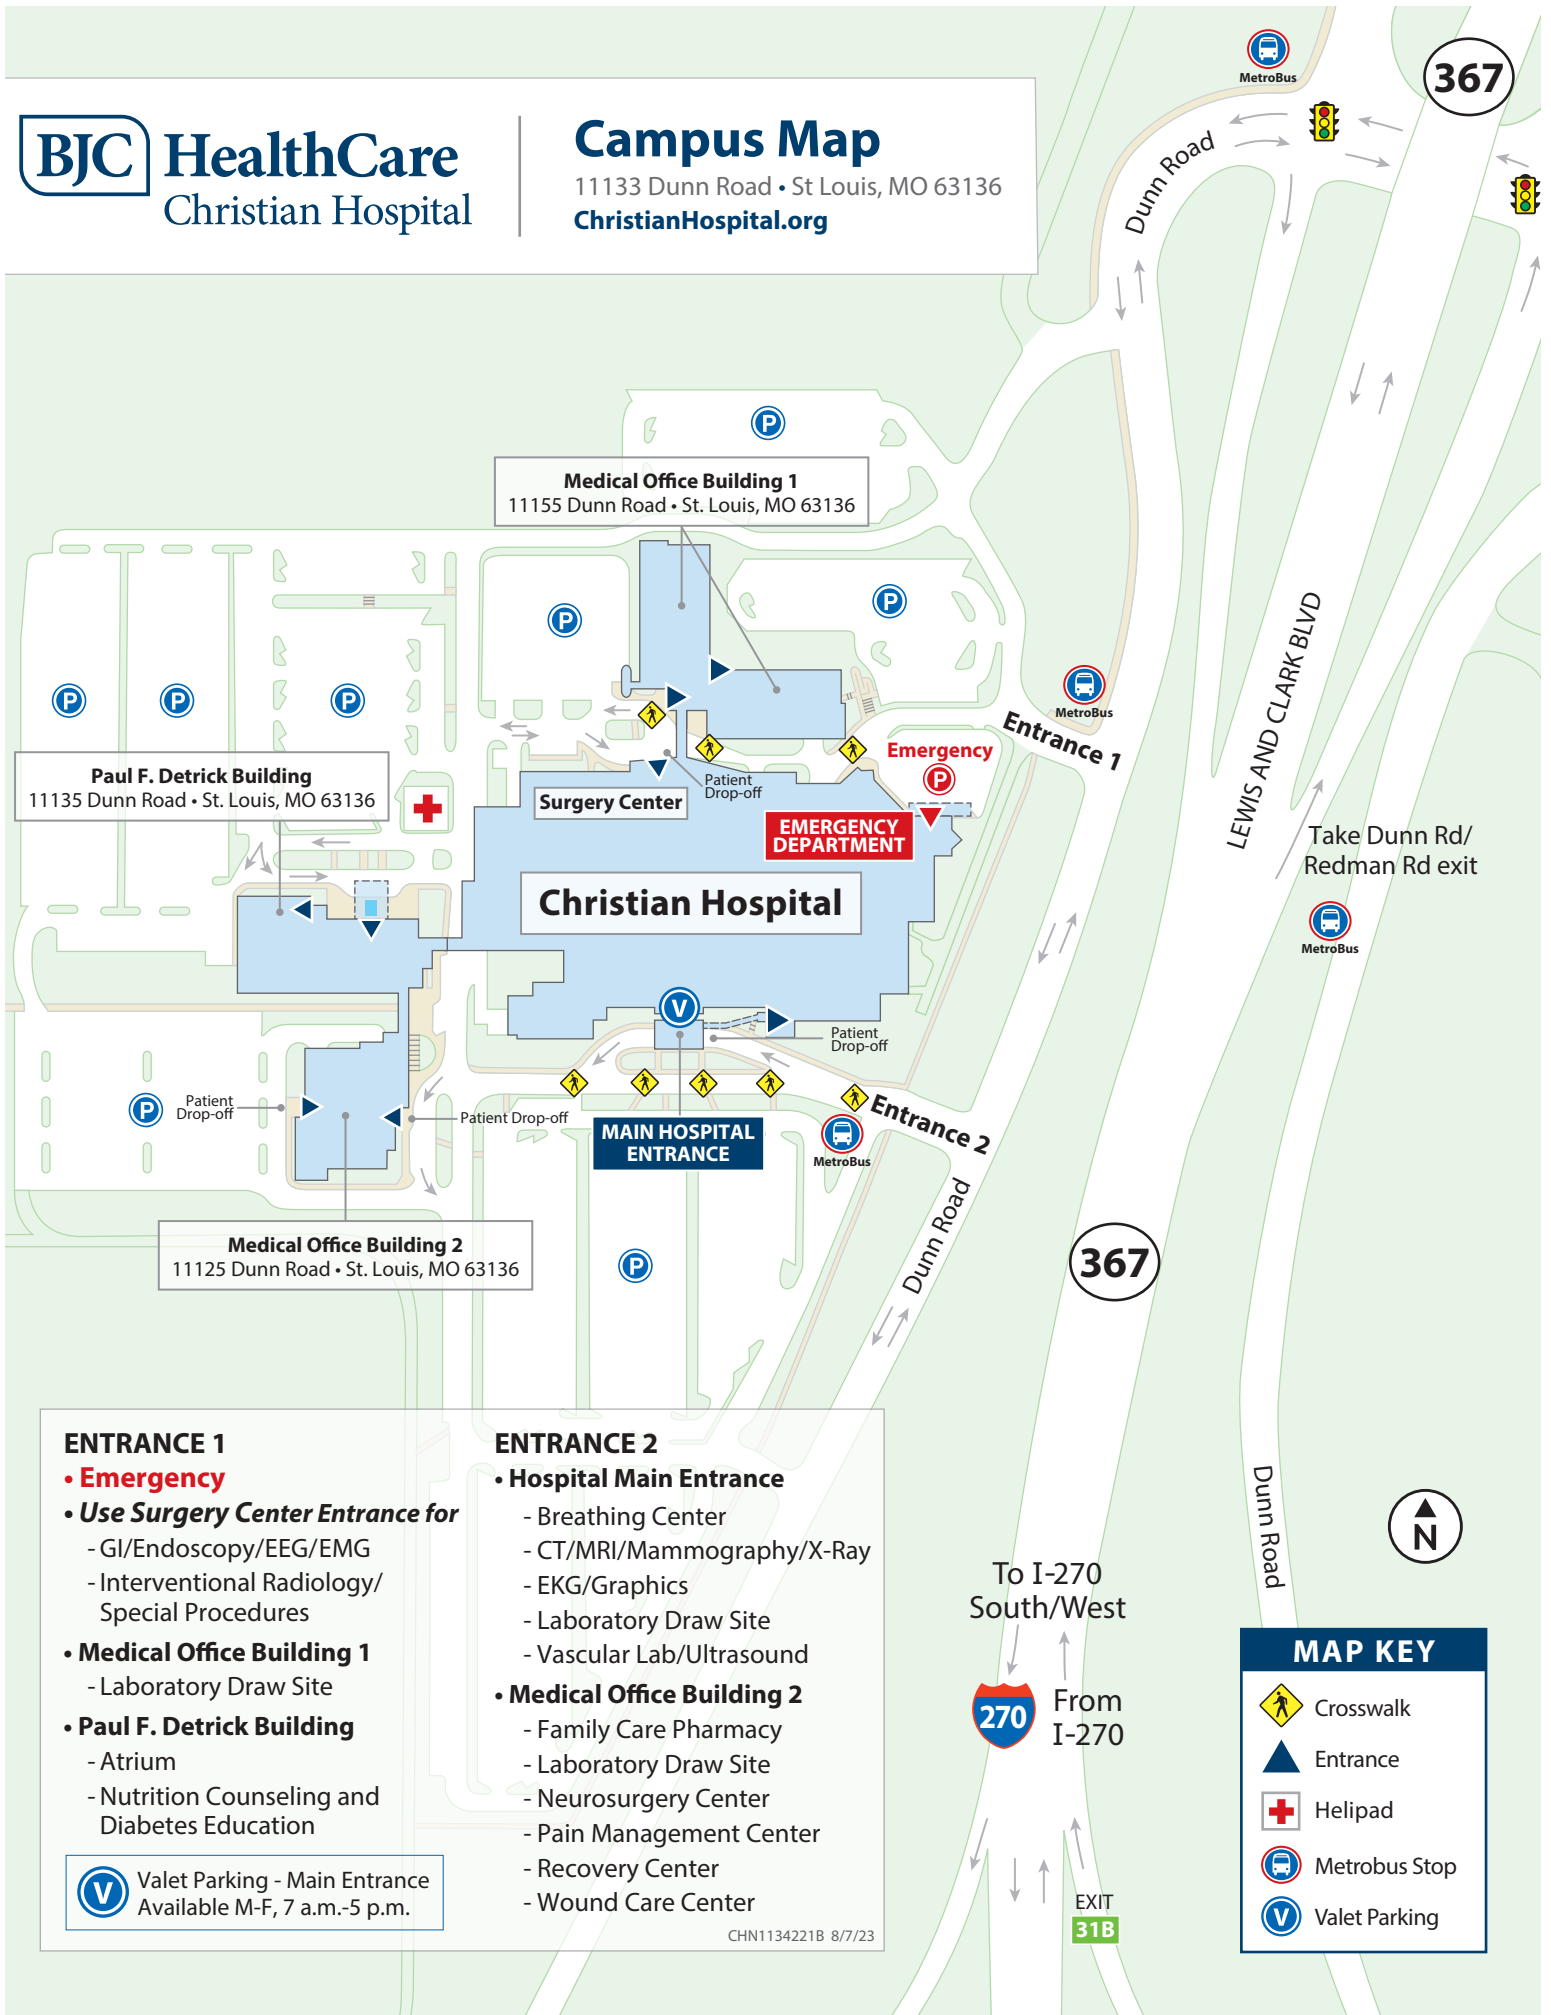 BJC HealthCare
Christian Hospital
Campus Map
11133 Dunn Road • St Louis, MO 63136
ChristianHospital.org
MetroBus
367
Dunn Road
P
Medical Office Building 1
11155 Dunn Road • St. Louis, MO 63136
P
P
P
P
P
MetroBus
Entrance 1
LEWIS AND CLARK BLVD
Paul F. Detrick Building
11135 Dunn Road • St. Louis, MO 63136
Emergency
P
Patient
Drop-off
Surgery Center
EMERGENCY
DEPARTMENT
Take Dunn Rd/
Redman Rd exit
MetroBus
Christian Hospital
V
Patient
Drop-off
P
Patient
Drop-off
Patient Drop-off
MAIN HOSPITAL
ENTRANCE
MetroBus
Entrance 2
Dunn Road
Medical Office Building 2
11125 Dunn Road • St. Louis, MO 63136
P
367
ENTRANCE 1
• Emergency
• Use Surgery Center Entrance for
- GI/Endoscopy/EEG/EMG
- Interventional Radiology/
Special Procedures
• Medical Office Building 1
- Laboratory Draw Site
• Paul F. Detrick Building
- Atrium
- Nutrition Counseling and
Diabetes Education
V
Valet Parking - Main Entrance
Available M-F, 7 a.m.-5 p.m.
ENTRANCE 2
• Hospital Main Entrance
- Breathing Center
- CT/MRI/Mammography/X-Ray
- EKG/Graphics
- Laboratory Draw Site
- Vascular Lab/Ultrasound
• Medical Office Building 2
- Family Care Pharmacy
- Laboratory Draw Site
- Neurosurgery Center
- Pain Management Center
- Recovery Center
- Wound Care Center
CHN1134221B 8/7/23
Dunn Road
N
To I-270
South/West
270
From
I-270
EXIT
31B
MAP KEY
Crosswalk
Entrance
Helipad
Metrobus Stop
V
Valet Parking